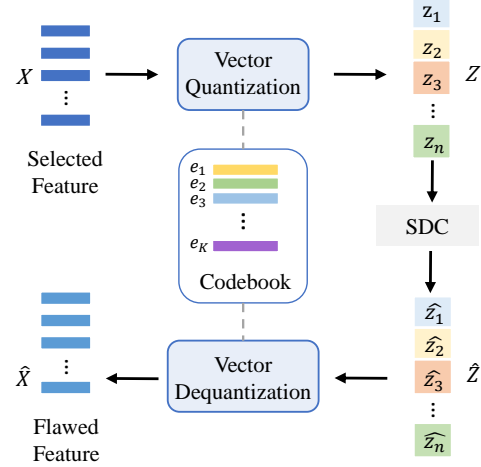 X
Selected
Feature
Vector
Quantization
z₁
z₂
z₃
⋮
zₙ
Z
SDC
e₁
e₂
e₃
⋮
e_K
Codebook
ẑ₁
ẑ₂
ẑ₃
⋮
ẑₙ
Ẑ
Vector
Dequantization
X̂
Flawed
Feature